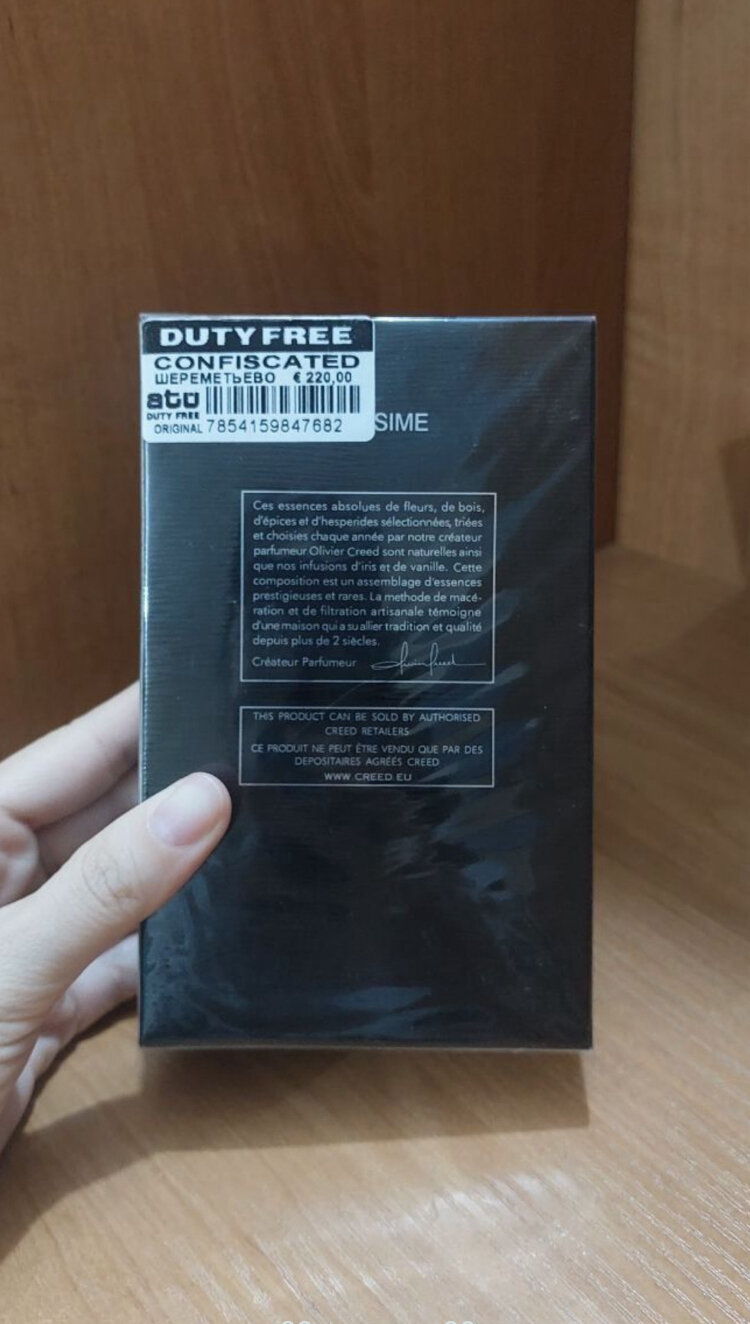 DUTY FREE
CONFISCATED
ШЕРЕМЕТЬЕВО € 220,00
atu
DUTY FREE
ORIGINAL 7854159847682
SIME
Ces essences absolues de fleurs, de bois,
d'épices et d'hesperides sélectionnées, triées
et choisies chaque année par notre créateur
parfumeur Olivier Creed sont naturelles ainsi
que nos infusions d'iris et de vanille. Cette
composition est un assemblage d'essences
prestigieuses et rares. La methode de macé-
ration et de filtration artisanale témoigne
d'une maison qui a su allier tradition et qualité
depuis plus de 2 siècles.
Créateur Parfumeur
THIS PRODUCT CAN BE SOLD BY AUTHORISED
CREED RETAILERS
CE PRODUIT NE PEUT ÊTRE VENDU QUE PAR DES
DEPOSITAIRES AGRÉÉS CREED
WWW.CREED.EU